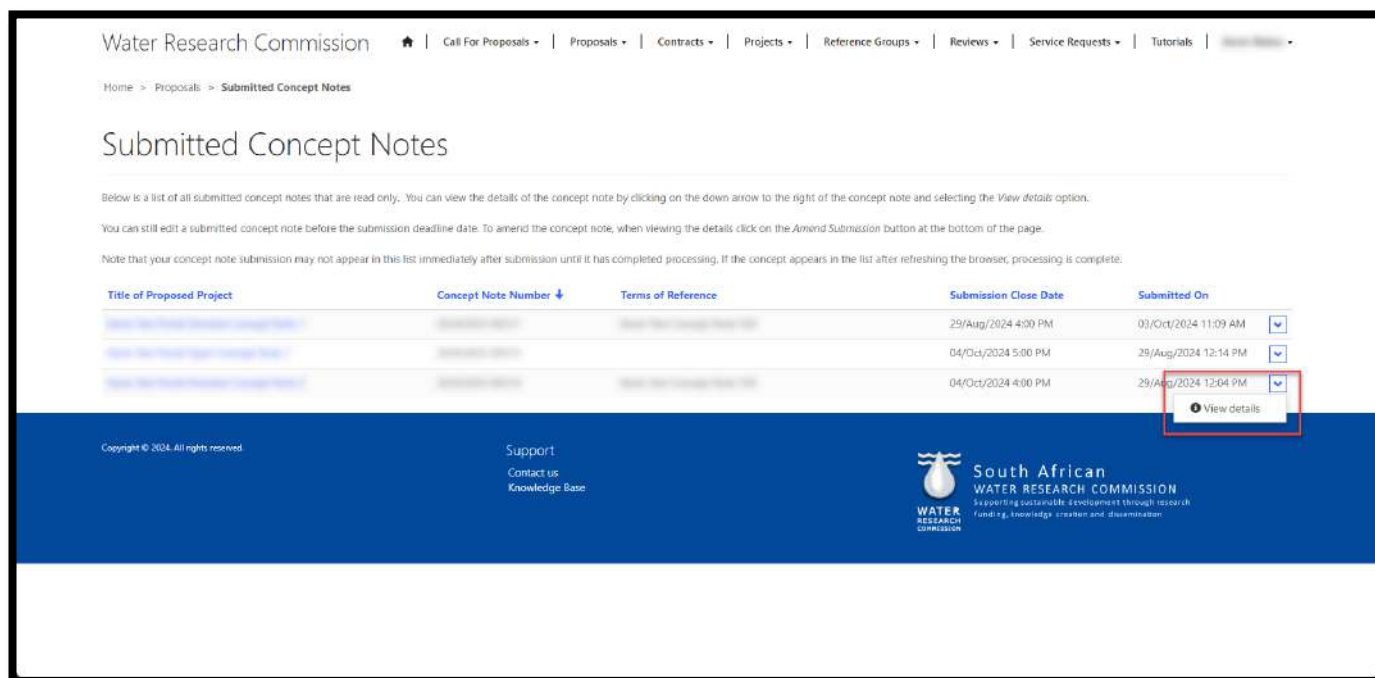 Water Research Commission | Call For Proposals | Proposals | Contracts | Projects | Reference Groups | Reviews | Service Requests | Tutorials |
Home > Proposals > Submitted Concept Notes
Submitted Concept Notes
Below is a list of all submitted concept notes that are read only. You can view the details of the concept note by clicking on the down arrow to the right of the concept note and selecting the View details option.
You can still edit a submitted concept note before the submission deadline date. To amend the concept note, when viewing the details click on the Amend Submission button at the bottom of the page.
Note that your concept note submission may not appear in this list immediately after submission until it has completed processing. If the concept appears in the list after refreshing the browser, processing is complete.
Title of Proposed Project Concept Note Number Terms of Reference Submission Close Date Submitted On
29/Aug/2024 4:00 PM 03/Oct/2024 11:09 AM
04/Oct/2024 5:00 PM 29/Aug/2024 12:14 PM
04/Oct/2024 4:00 PM 29/Aug/2024 12:04 PM
View details
Copyright © 2024. All rights reserved.
Support
Contact us
Knowledge Base
WATER
RESEARCH
COMMISSION
South African
WATER RESEARCH COMMISSION
Supporting sustainable development through research
funding, knowledge creation and dissemination